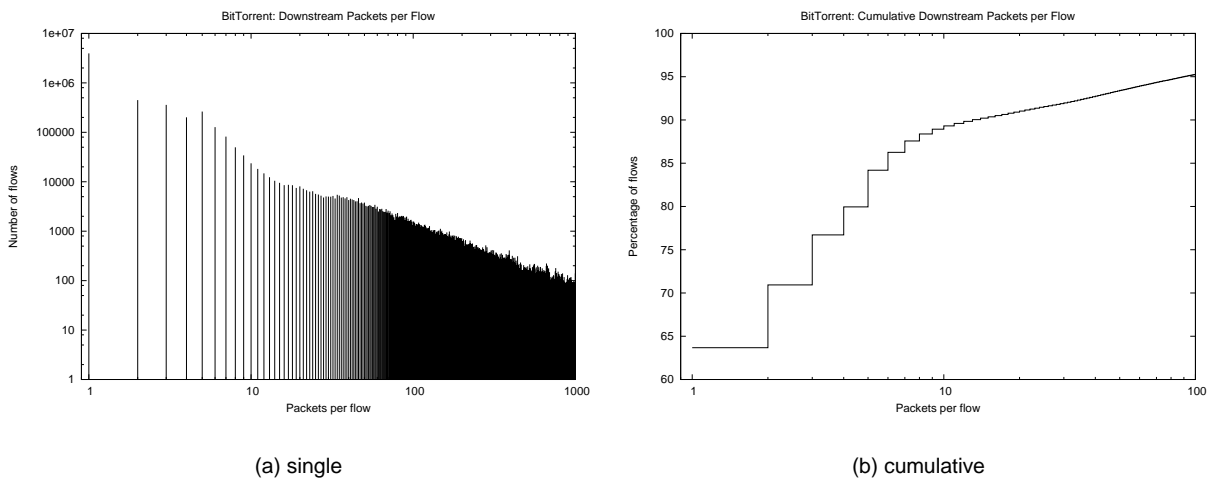 BitTorrent: Downstream Packets per Flow
1e+07
1e+06
100000
10000
1000
100
10
1
1 10 100 1000
Number of flows
Packets per flow
(a) single
BitTorrent: Cumulative Downstream Packets per Flow
100
95
90
85
80
75
70
65
60
1 10 100
Percentage of flows
Packets per flow
(b) cumulative